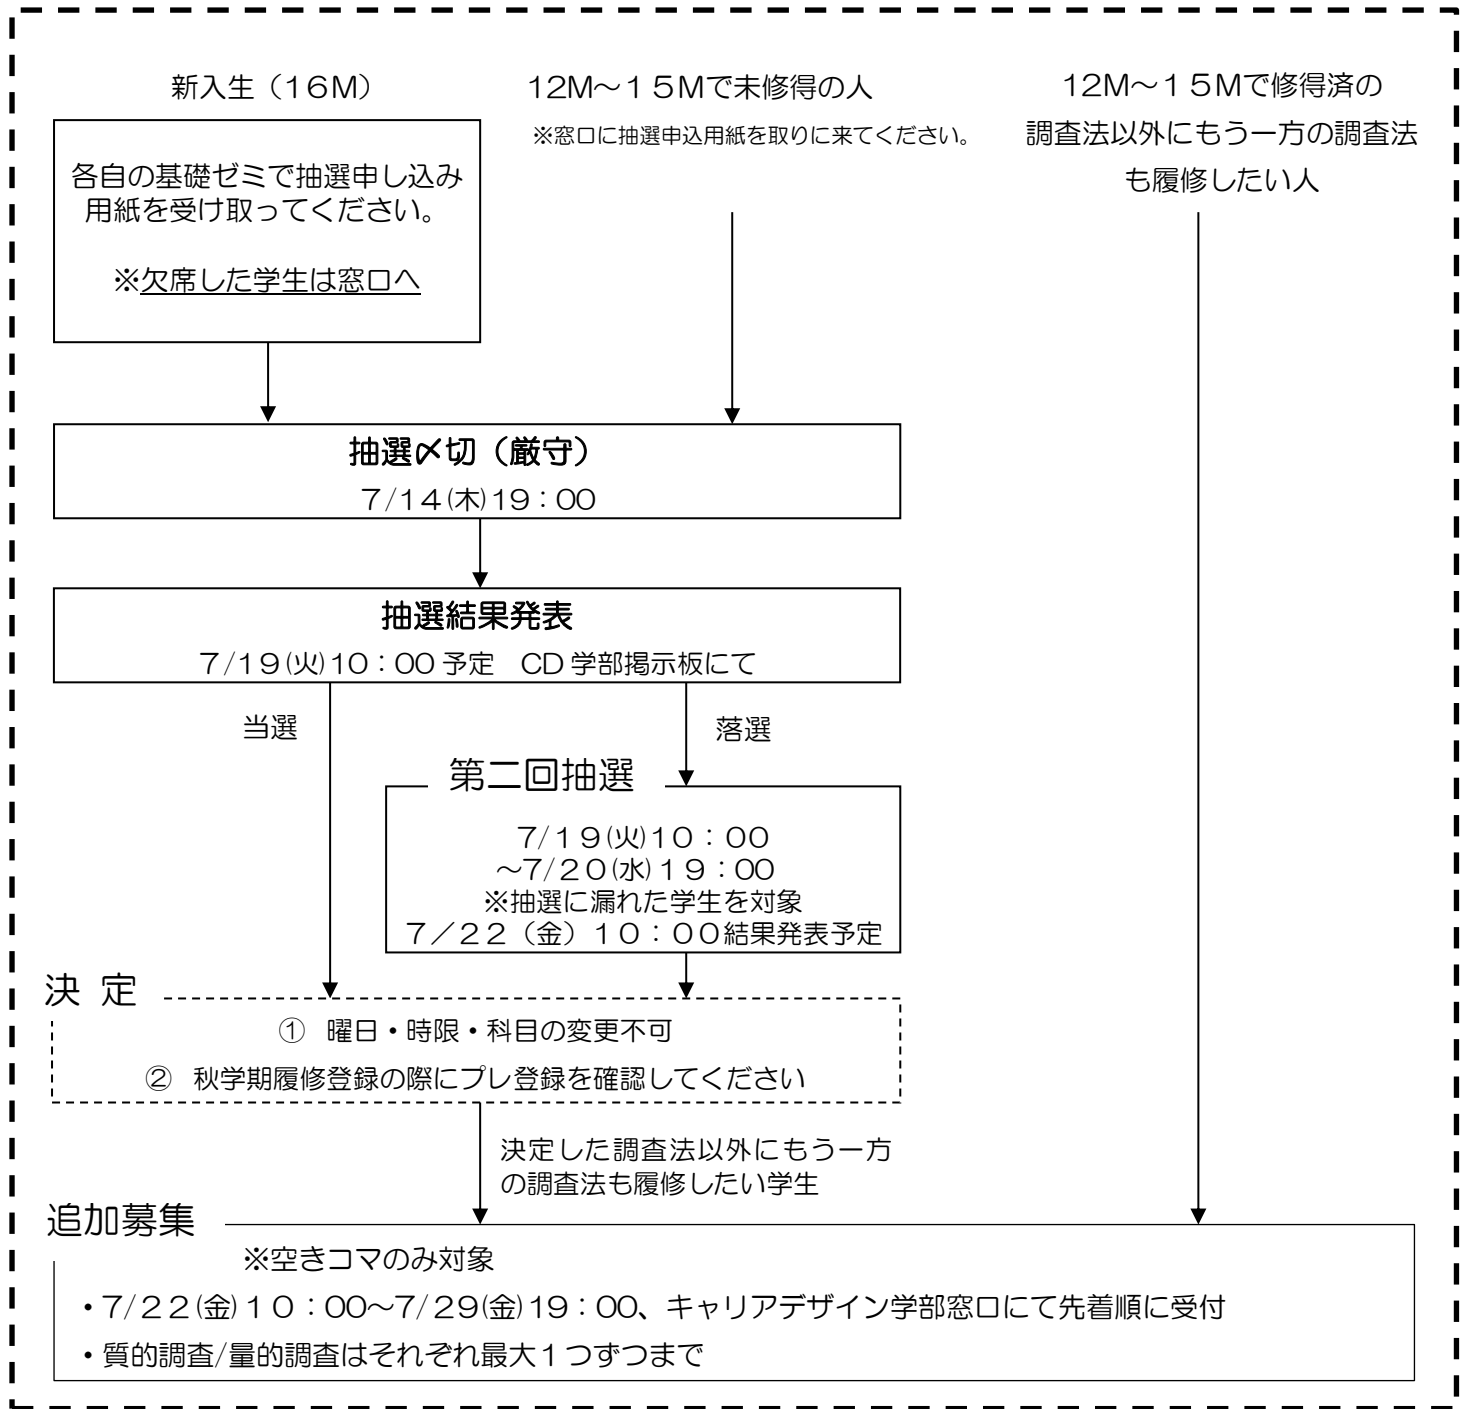 新入生（１６Ｍ）
各自の基礎ゼミで抽選申し込み
用紙を受け取ってください。
※欠席した学生は窓口へ
12M～１５Mで未修得の人
※窓口に抽選申込用紙を取りに来てください。
12M～１５Mで修得済の
調査法以外にもう一方の調査法
も履修したい人
抽選〆切（厳守）
７/１４(木)19：00
抽選結果発表
７/１９(火)10：00 予定　CD 学部掲示板にて
当選
落選
第二回抽選
７/１９(火)１０：００
～7/２０(水)１９：００
※抽選に漏れた学生を対象
７／２２（金）１０：００結果発表予定
決 定
① 曜日・時限・科目の変更不可
② 秋学期履修登録の際にプレ登録を確認してください
決定した調査法以外にもう一方
の調査法も履修したい学生
追加募集
※空きコマのみ対象
・7/２２(金)１０：００～7/２９(金)19：00、キャリアデザイン学部窓口にて先着順に受付
・質的調査/量的調査はそれぞれ最大１つずつまで